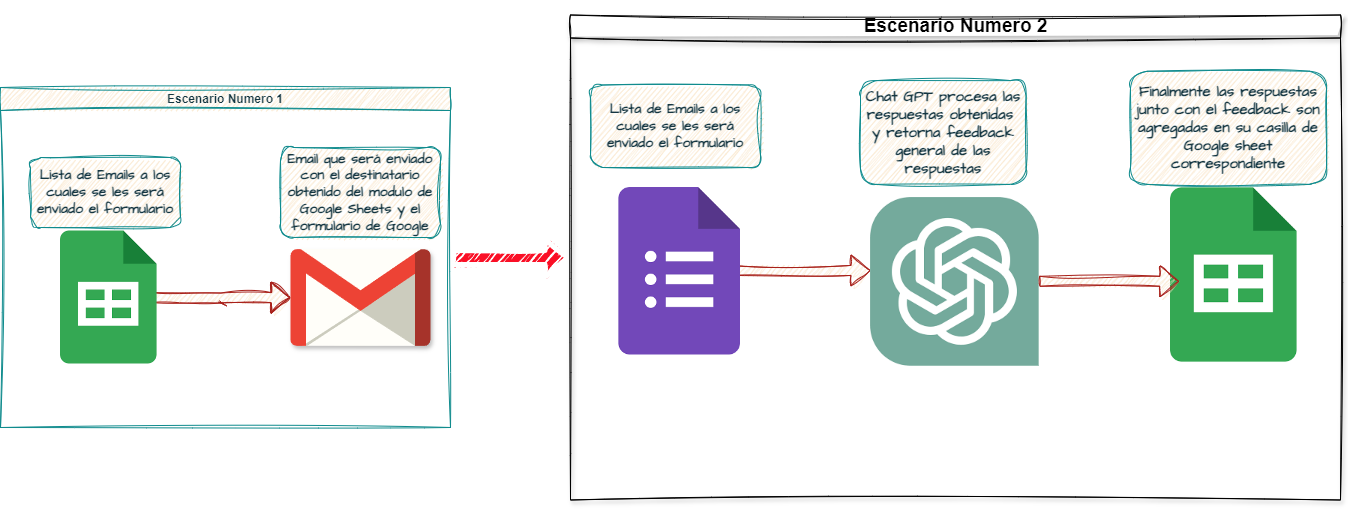 Escenario Numero 1
Lista de Emails a los
cuales se les será
enviado el formulario
Email que será enviado
con el destinatario
obtenido del modulo de
Google Sheets y el
formulario de Google
Escenario Numero 2
Lista de Emails a los
cuales se les será
enviado el formulario
Chat GPT procesa las
respuestas obtenidas
y retorna feedback
general de las
respuestas
Finalmente las respuestas
junto con el feedback son
agregadas en su casilla de
Google sheet
correspondiente